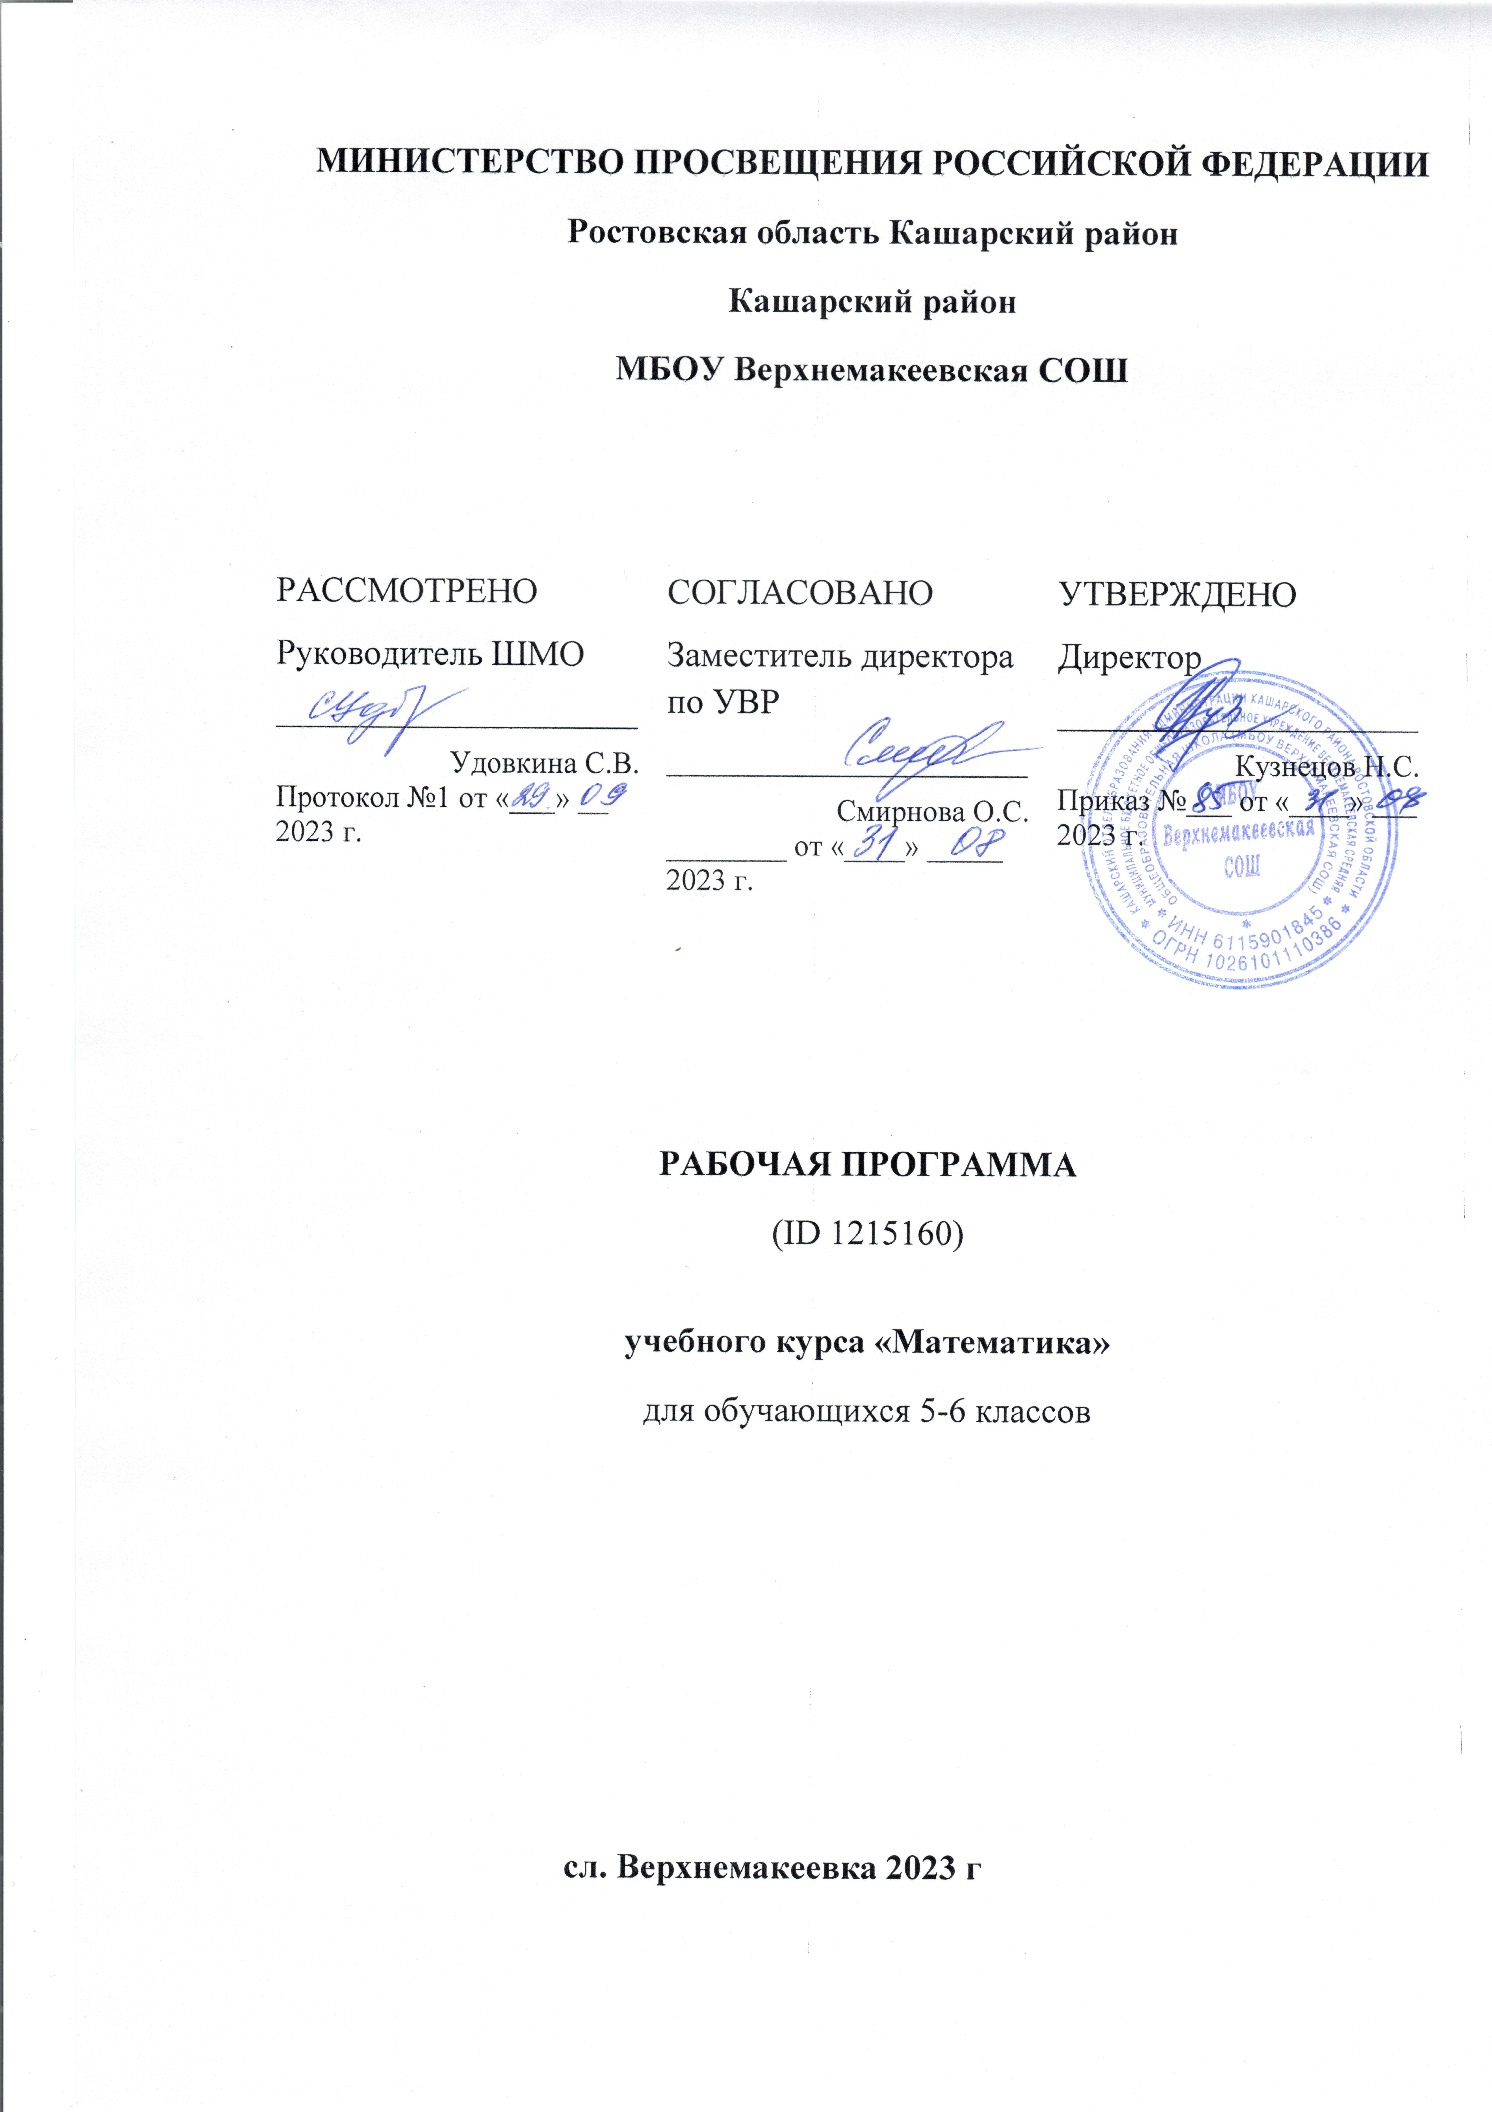 МИНИСТЕРСТВО ПРОСВЕЩЕНИЯ РОССИЙСКОЙ ФЕДЕРАЦИИ
Ростовская область Кашарский район
Кашарский район
МБОУ Верхнемакеевская СОШ
РАССМОТРЕНО
Руководитель ШМО
Удовкина С.В.
Протокол №1 от «29» 09
2023 г.
СОГЛАСОВАНО
Заместитель директора
по УВР
Смирнова О.С.
от «31» 08
2023 г.
УТВЕРЖДЕНО
Директор
Кузнецов Н.С.
Приказ № 85 от «31» 08
2023 г.
МБОУ
Верхнемакеевская
СОШ
ИНН 6115901845
ОГРН 1026101110386
РАБОЧАЯ ПРОГРАММА
(ID 1215160)
учебного курса «Математика»
для обучающихся 5-6 классов
сл. Верхнемакеевка 2023 г